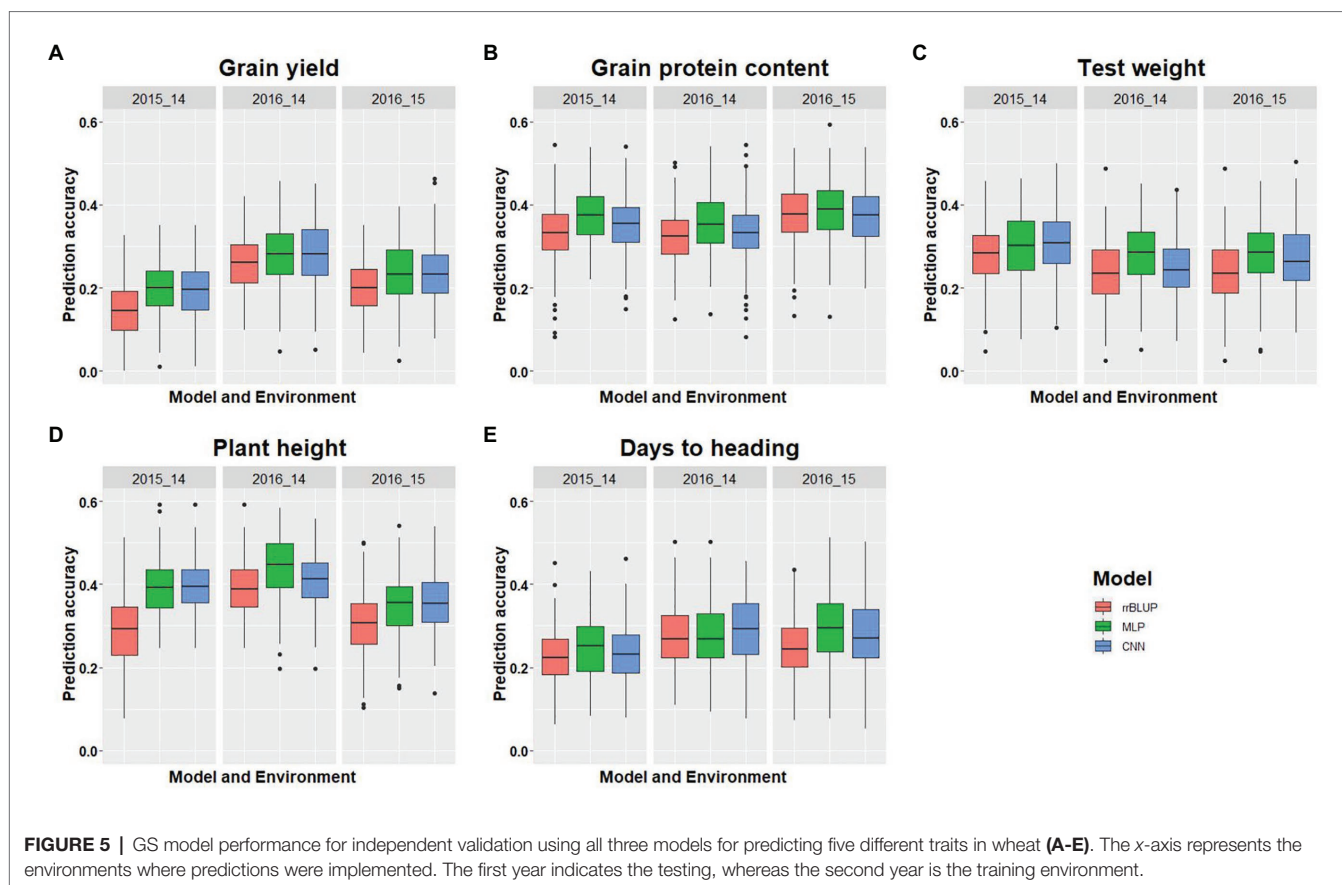 A
Grain yield
2015_14 2016_14 2016_15
Prediction accuracy
0.6
0.4
0.2
0.0
Model and Environment
B
Grain protein content
2015_14 2016_14 2016_15
Prediction accuracy
0.6
0.4
0.2
0.0
Model and Environment
C
Test weight
2015_14 2016_14 2016_15
Prediction accuracy
0.6
0.4
0.2
0.0
Model and Environment
D
Plant height
2015_14 2016_14 2016_15
Prediction accuracy
0.6
0.4
0.2
0.0
Model and Environment
E
Days to heading
2015_14 2016_14 2016_15
Prediction accuracy
0.6
0.4
0.2
0.0
Model and Environment
Model
rrBLUP
MLP
CNN
FIGURE 5 | GS model performance for independent validation using all three models for predicting five different traits in wheat (A-E). The x-axis represents the
environments where predictions were implemented. The first year indicates the testing, whereas the second year is the training environment.